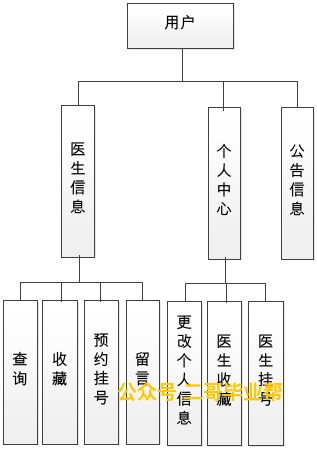 用户
医生信息
个人中心
公告信息
查询
收藏
预约挂号
留言
更改个人信息
医生收藏
医生挂号
公众号:二哥毕业帮